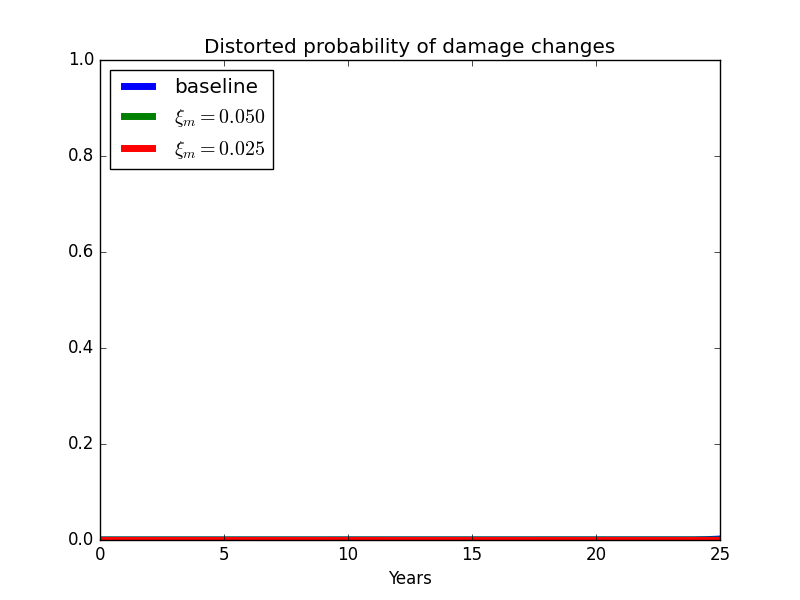 Distorted probability of damage changes
1.0
baseline
ξm = 0.050
ξm = 0.025
0.8
0.6
0.4
0.2
0.0
0 5 10 15 20 25
Years